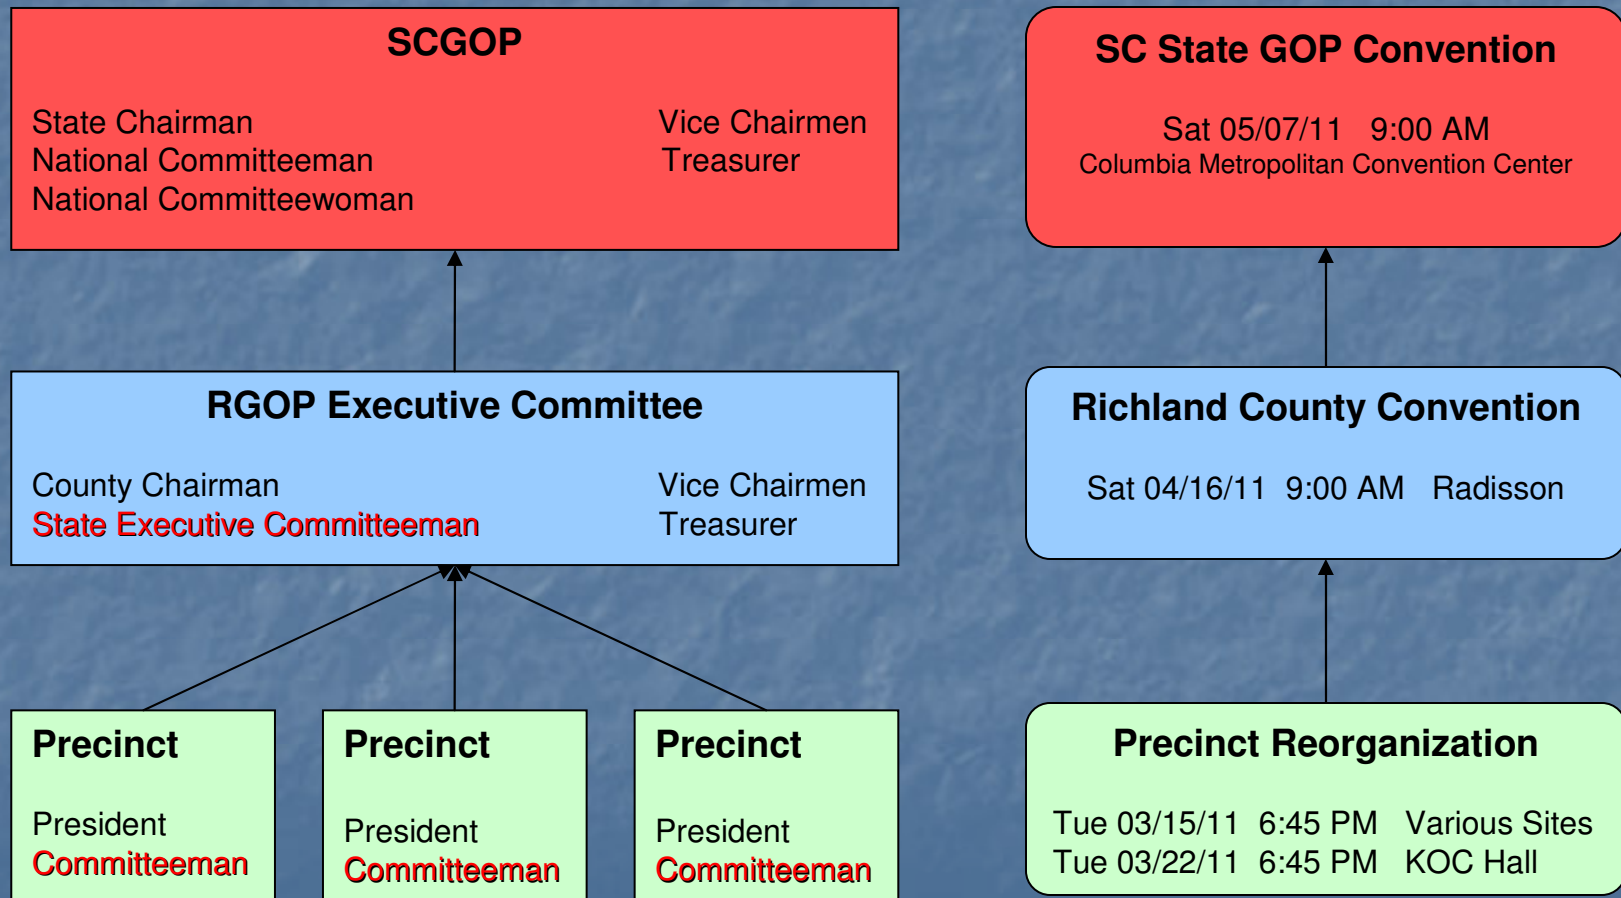 SCGOP
State Chairman Vice Chairmen
National Committeeman Treasurer
National Committeewoman
SC State GOP Convention
Sat 05/07/11 9:00 AM
Columbia Metropolitan Convention Center
RGOP Executive Committee
County Chairman Vice Chairmen
State Executive Committeeman Treasurer
Richland County Convention
Sat 04/16/11 9:00 AM Radisson
Precinct
President
Committeeman
Precinct
President
Committeeman
Precinct
President
Committeeman
Precinct Reorganization
Tue 03/15/11 6:45 PM Various Sites
Tue 03/22/11 6:45 PM KOC Hall